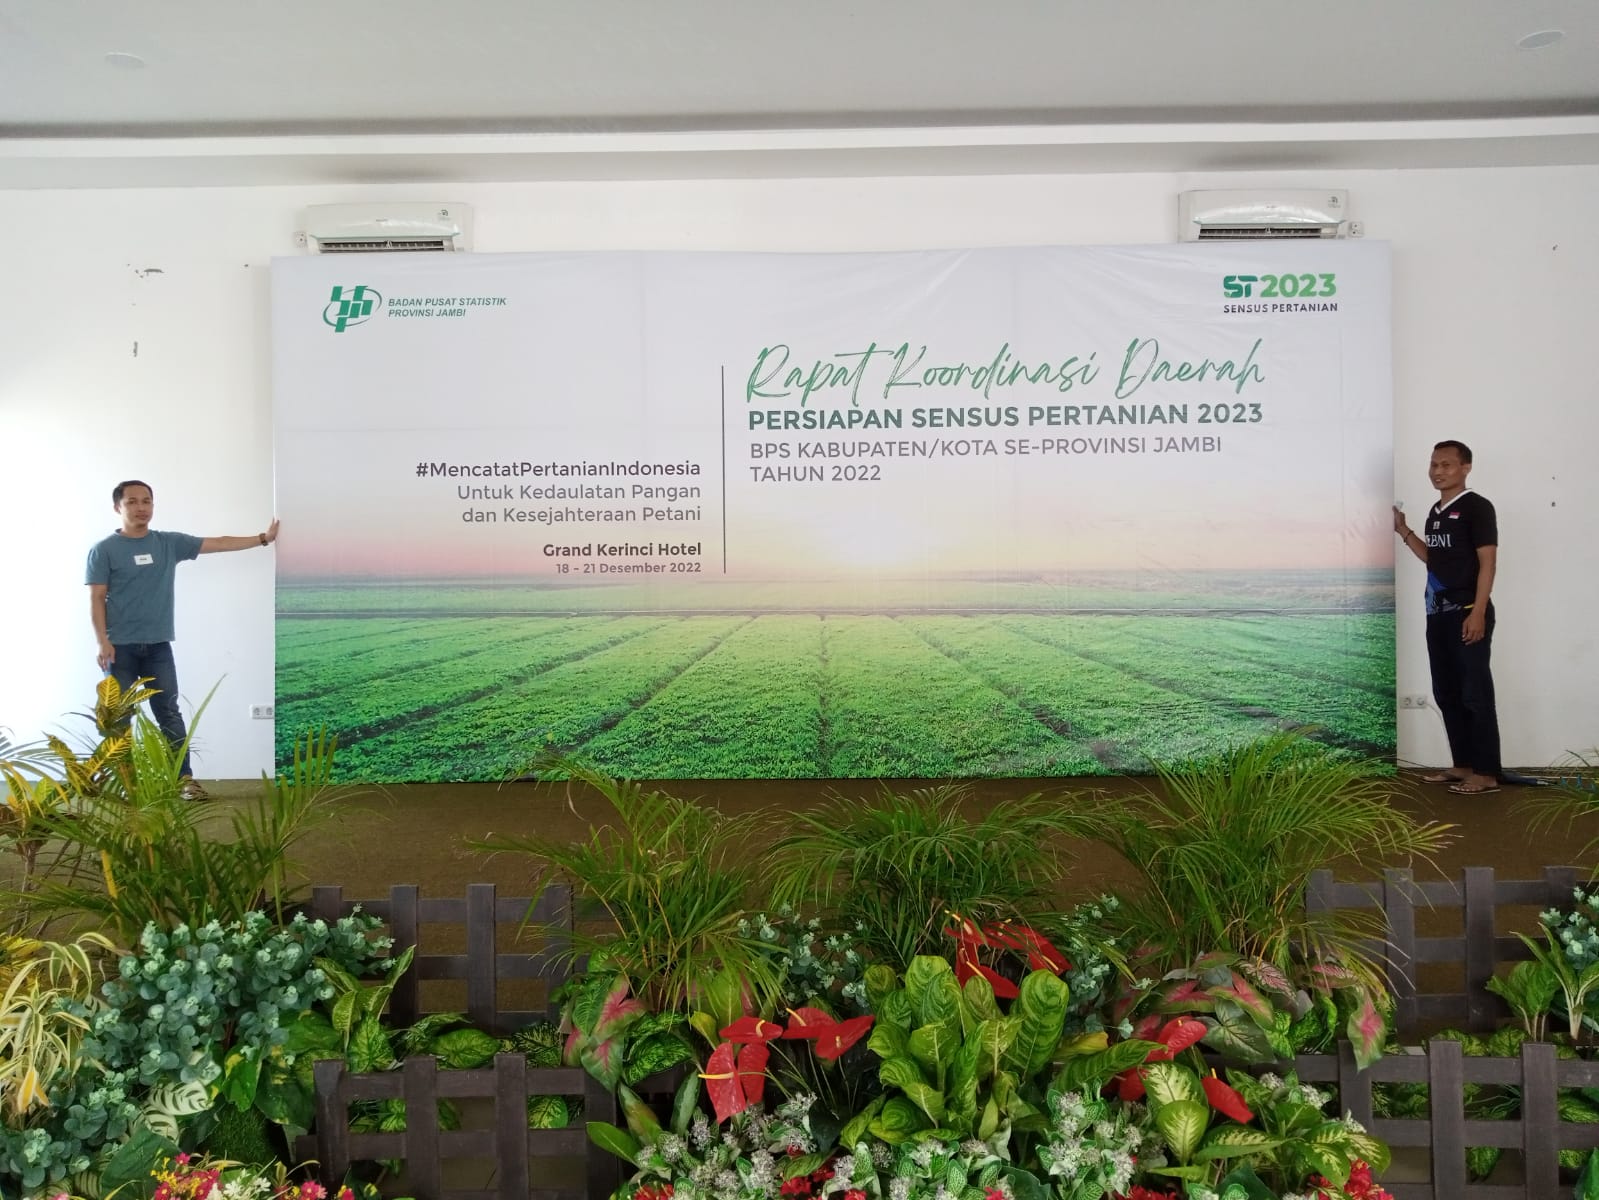 BADAN PUSAT STATISTIK
PROVINSI JAMBI
ST2023
SENSUS PERTANIAN
Rapat Koordinasi Daerah
PERSIAPAN SENSUS PERTANIAN 2023
BPS KABUPATEN/KOTA SE-PROVINSI JAMBI
TAHUN 2022
#MencatatPertanianIndonesia
Untuk Kedaulatan Pangan
dan Kesejahteraan Petani
Grand Kerinci Hotel
18 - 21 Desember 2022
BNI